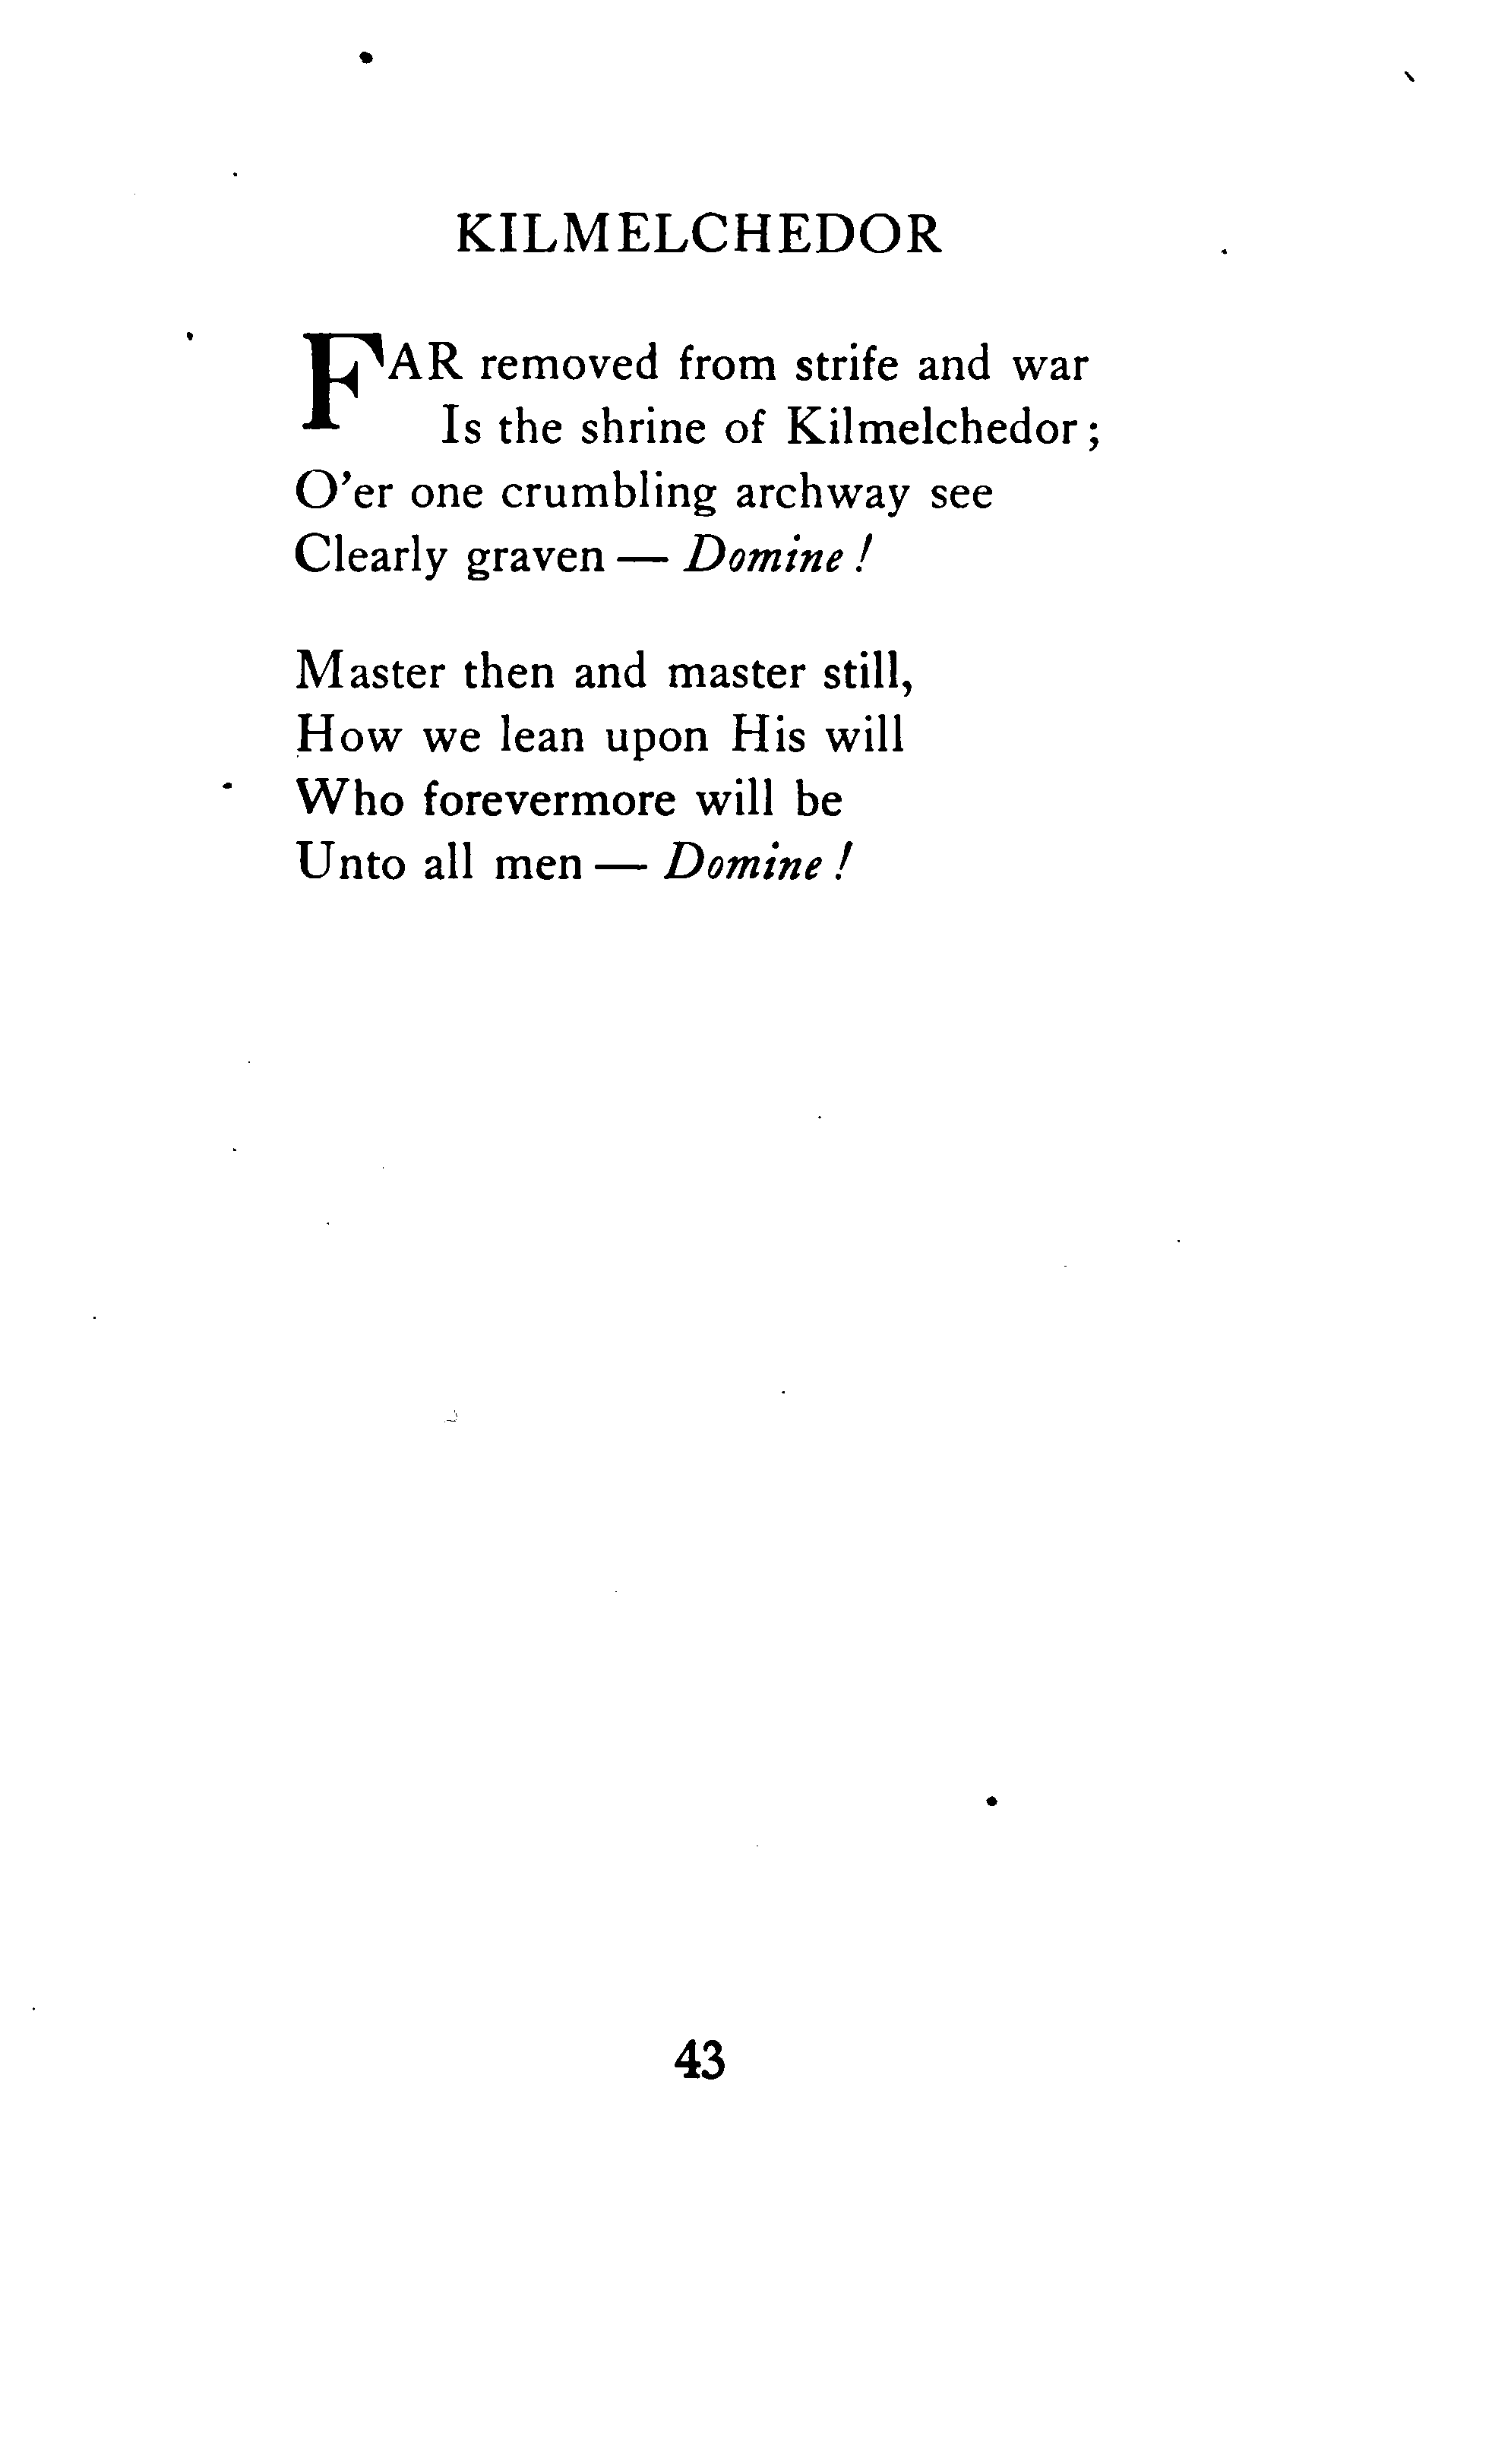 KILMELCHEDOR
FAR removed from strife and war
Is the shrine of Kilmelchedor;
O'er one crumbling archway see
Clearly graven — Domine!
Master then and master still,
How we lean upon His will
Who forevermore will be
Unto all men — Domine!
43